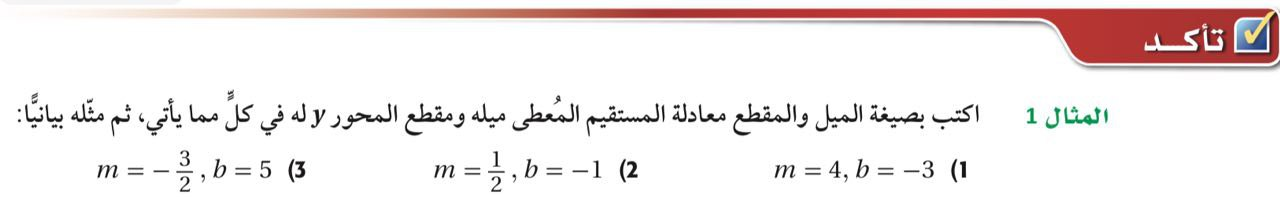 تأكــد
المثال 1 اكتب بصيغة الميل والمقطع معادلة المستقيم المُعطى ميله ومقطع المحور y له في كلٍّ مما يأتي، ثم مثّله بيانيًّا:
(1 m = 4, b = −3 (2 m = 1/2, b = −1 (3 m = −3/2, b = 5